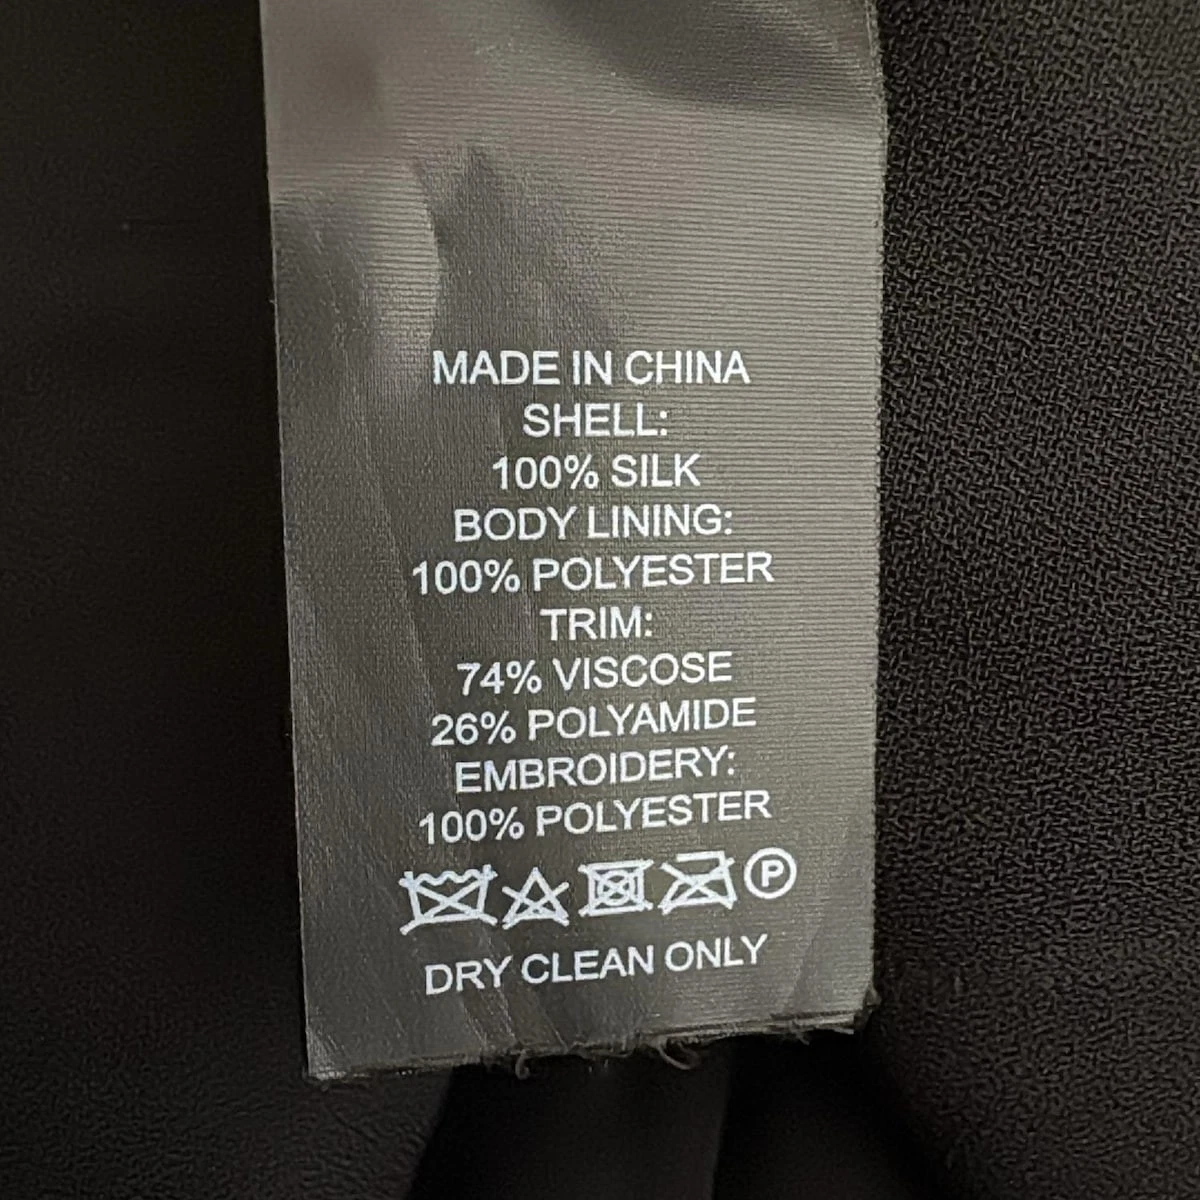 MADE IN CHINA
SHELL:
100% SILK
BODY LINING:
100% POLYESTER
TRIM:
74% VISCOSE
26% POLYAMIDE
EMBROIDERY:
100% POLYESTER
P
DRY CLEAN ONLY